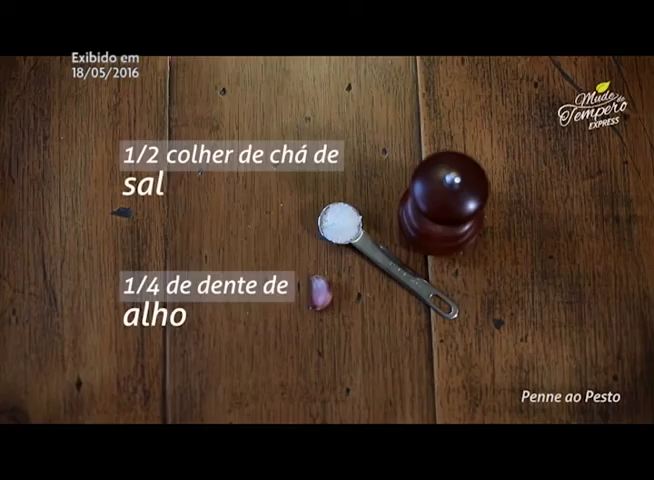 Exibido em
18/05/2016
Mude de
Tempero
EXPRESS
1/2 colher de chá de
sal
1/4 de dente de
alho
Penne ao Pesto